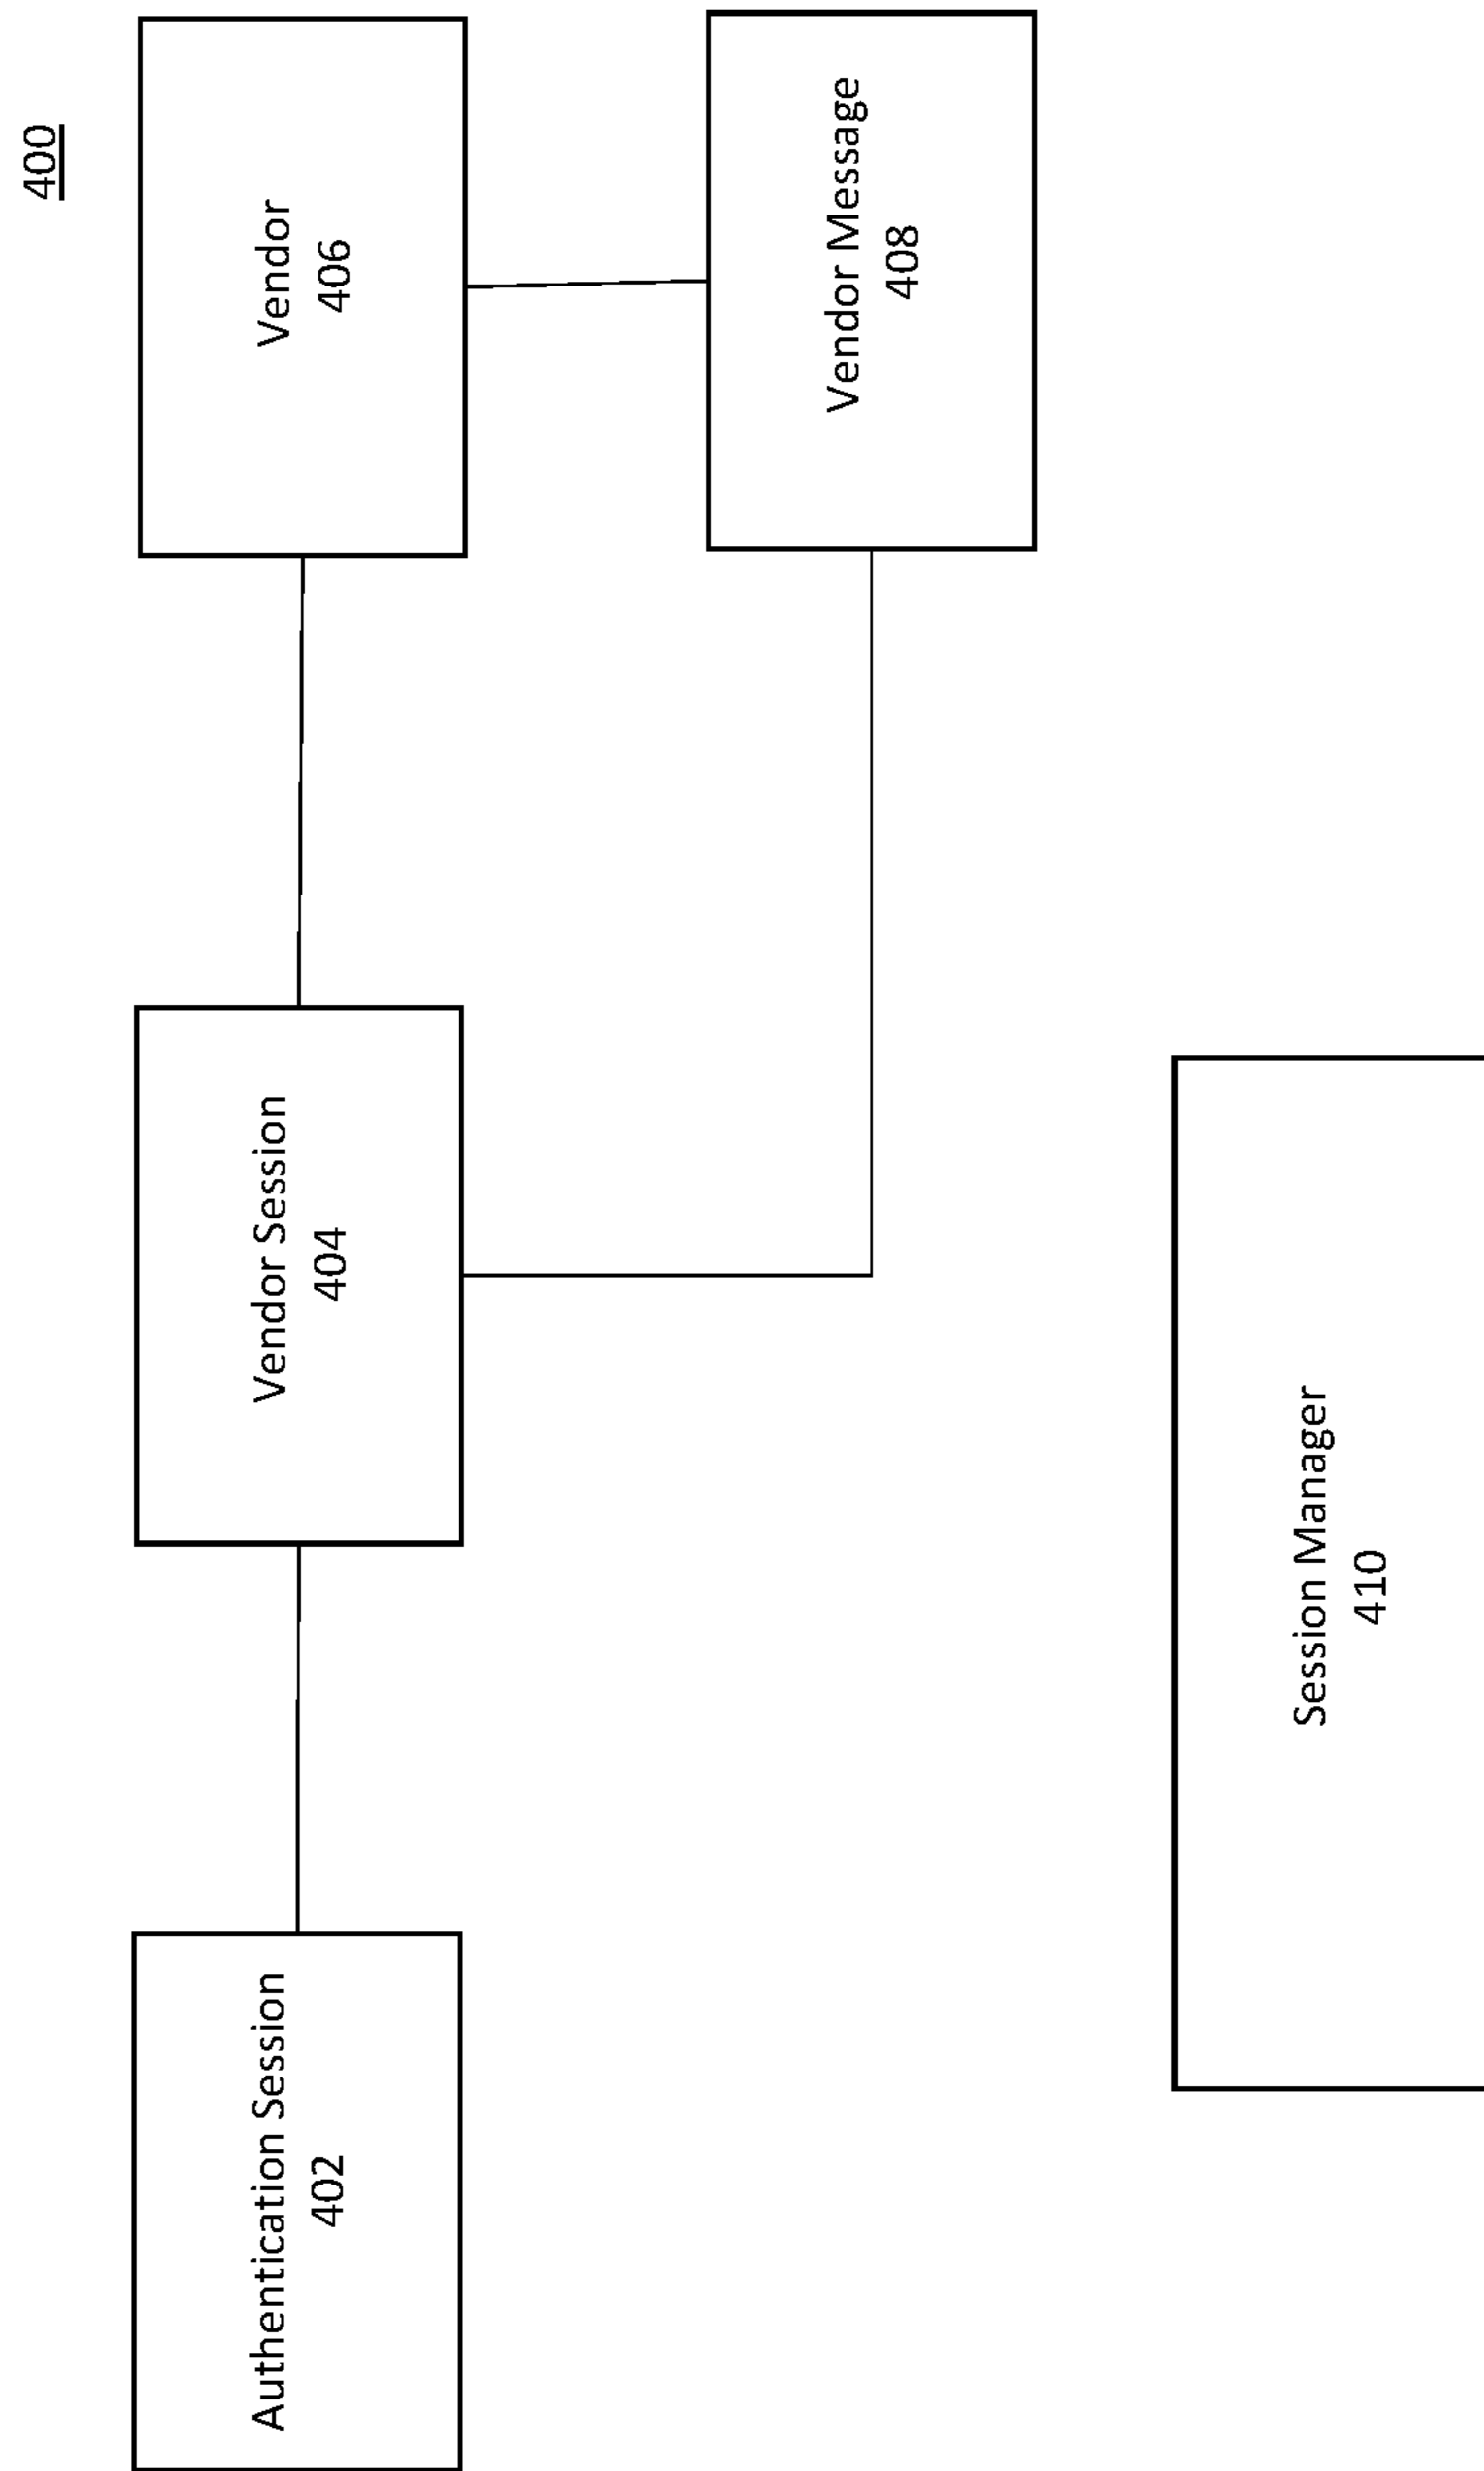 400
Authentication Session
402
Vendor Session
404
Vendor
406
Vendor Message
408
Session Manager
410